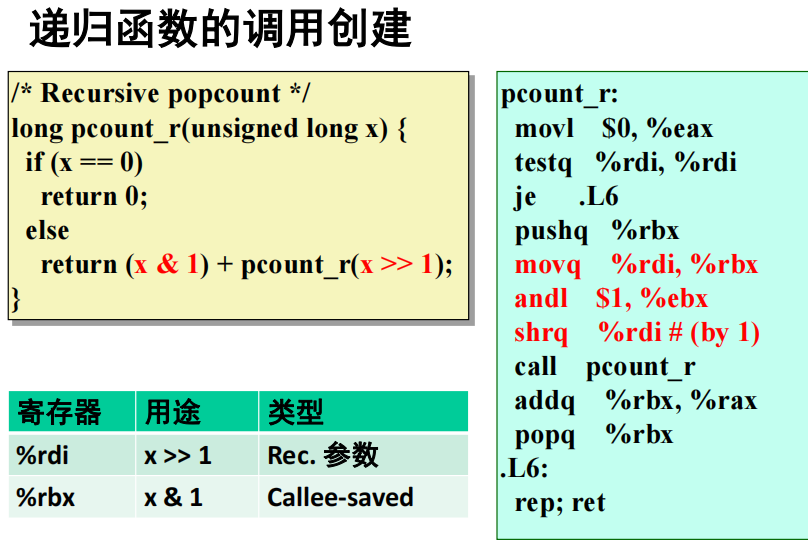 递归函数的调用创建
/* Recursive popcount */
long pcount_r(unsigned long x) {
if (x == 0)
return 0;
else
return (x & 1) + pcount_r(x >> 1);
}
寄存器 用途 类型
%rdi x >> 1 Rec. 参数
%rbx x & 1 Callee-saved
pcount_r:
movl $0, %eax
testq %rdi, %rdi
je .L6
pushq %rbx
movq %rdi, %rbx
andl $1, %ebx
shrq %rdi # (by 1)
call pcount_r
addq %rbx, %rax
popq %rbx
.L6:
rep; ret